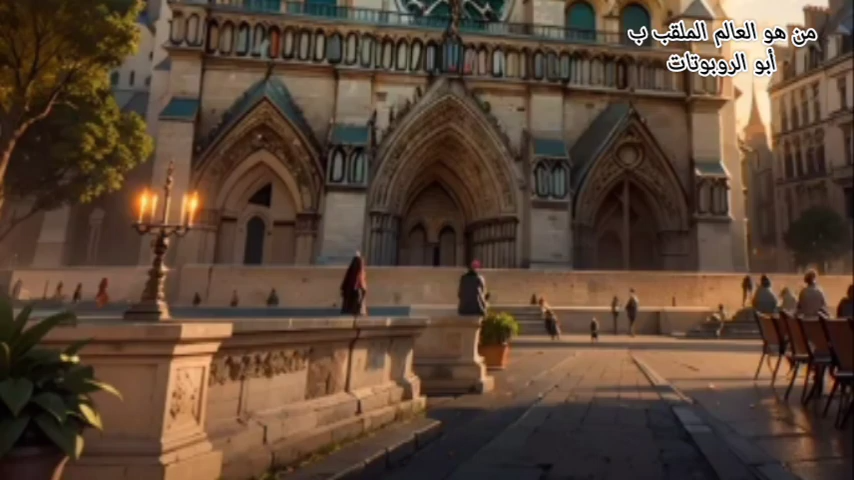 من هو العالم الملقب ب
أبو الروبوتات